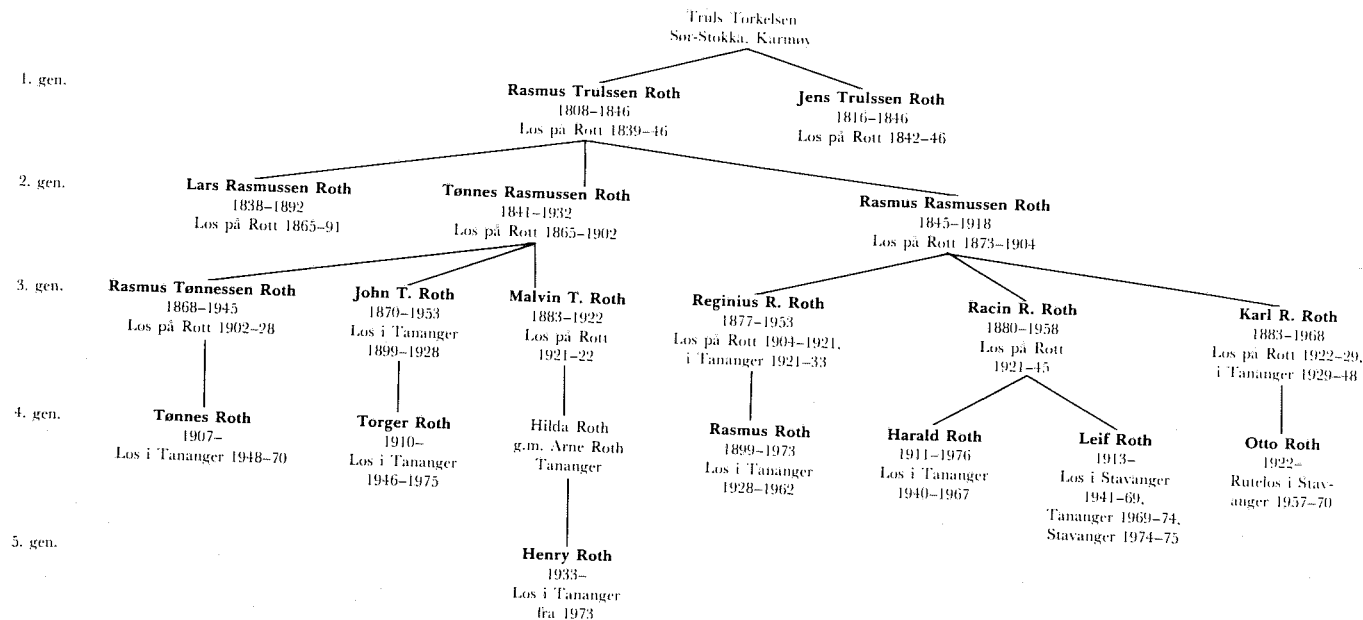 Truls Torkelsen
Sør-Stokka, Karmøy
1. gen.
Rasmus Trulssen Roth
1808–1846
Los på Rott 1839–46
Jens Trulssen Roth
1816–1846
Los på Rott 1842–46
2. gen.
Lars Rasmussen Roth
1838–1892
Los på Rott 1865–91
Tønnes Rasmussen Roth
1841–1932
Los på Rott 1865–1902
Rasmus Rasmussen Roth
1845–1918
Los på Rott 1873–1904
3. gen.
Rasmus Tønnessen Roth
1868–1945
Los på Rott 1902–28
John T. Roth
1870–1953
Los i Tananger
1899–1928
Malvin T. Roth
1883–1922
Los på Rott
1921–22
Reginius R. Roth
1877–1953
Los på Rott 1904–1921,
i Tananger 1921–33
Racin R. Roth
1880–1958
Los på Rott
1921–45
Karl R. Roth
1883–1968
Los på Rott 1922–29,
i Tananger 1929–48
4. gen.
Tønnes Roth
1907–
Los i Tananger 1948–70
Torger Roth
1910–
Los i Tananger
1946–1975
Hilda Roth
g.m. Arne Roth
Tananger
Rasmus Roth
1899–1973
Los i Tananger
1928–1962
Harald Roth
1911–1976
Los i Tananger
1940–1967
Leif Roth
1913–
Los i Stavanger
1941–69,
Tananger 1969–74,
Stavanger 1974–75
Otto Roth
1922–
Rutelos i Stav-
anger 1957–70
5. gen.
Henry Roth
1933–
Los i Tananger
fra 1973